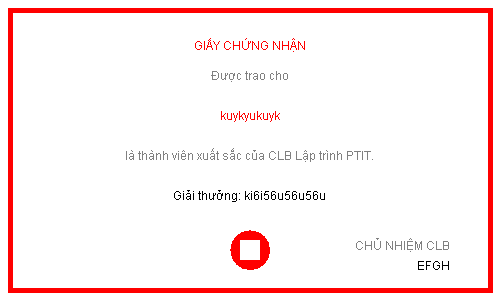 GIẤY CHỨNG NHẬN
Được trao cho
kuykyukuyk
là thành viên xuất sắc của CLB Lập trình PTIT.
Giải thưởng: ki6i56u56u56u
CHỦ NHIỆM CLB
EFGH